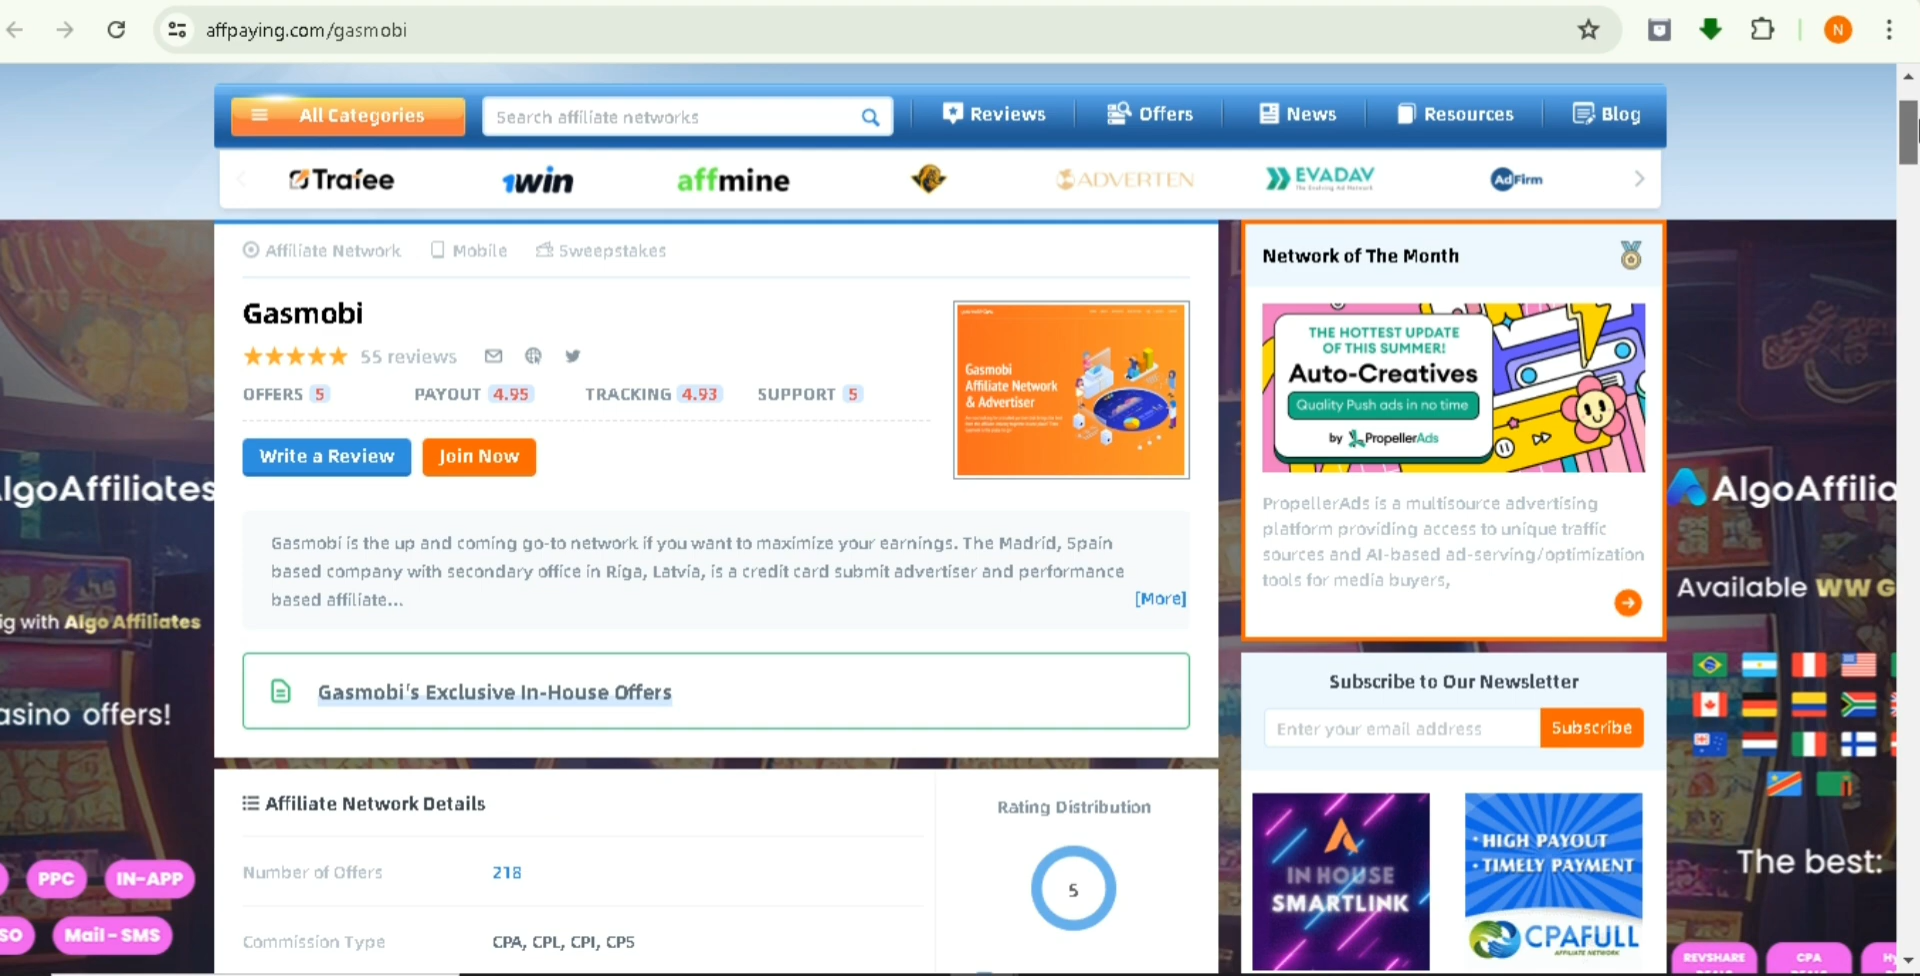 affpaying.com/gasmobi
N
All Categories
Search affiliate networks
Reviews
Offers
News
Resources
Blog
Trafee
1win
affmine
ADVERTEN
EVADAV
AdFirm
Affiliate Network
Mobile
Sweepstakes
Gasmobi
55 reviews
OFFERS 5
PAYOUT 4.95
TRACKING 4.93
SUPPORT 5
Write a Review
Join Now
Gasmobi
Affiliate Network
& Advertiser
Gasmobi is the up and coming go-to network if you want to maximize your earnings. The Madrid, Spain
based company with secondary office in Riga, Latvia, is a credit card submit advertiser and performance
based affiliate...
[More]
Gasmobi's Exclusive In-House Offers
Affiliate Network Details
Number of Offers 218
Commission Type CPA, CPL, CPI, CPS
Rating Distribution
5
Network of The Month
THE HOTTEST UPDATE
OF THIS SUMMER!
Auto-Creatives
Quality Push ads in no time
by PropellerAds
PropellerAds is a multisource advertising
platform providing access to unique traffic
sources and AI-based ad-serving/optimization
tools for media buyers,
Subscribe to Our Newsletter
Enter your email address
Subscribe
IN HOUSE
SMARTLINK
• HIGH PAYOUT
• TIMELY PAYMENT
CPAFULL
AFFILIATE NETWORK
lgoAffiliates
ig with Algo Affiliates
asino offers!
PPC
IN-APP
SO
Mail - SMS
AlgoAffilia
Available WW G
The best:
REVSHARE
CPA
Hy